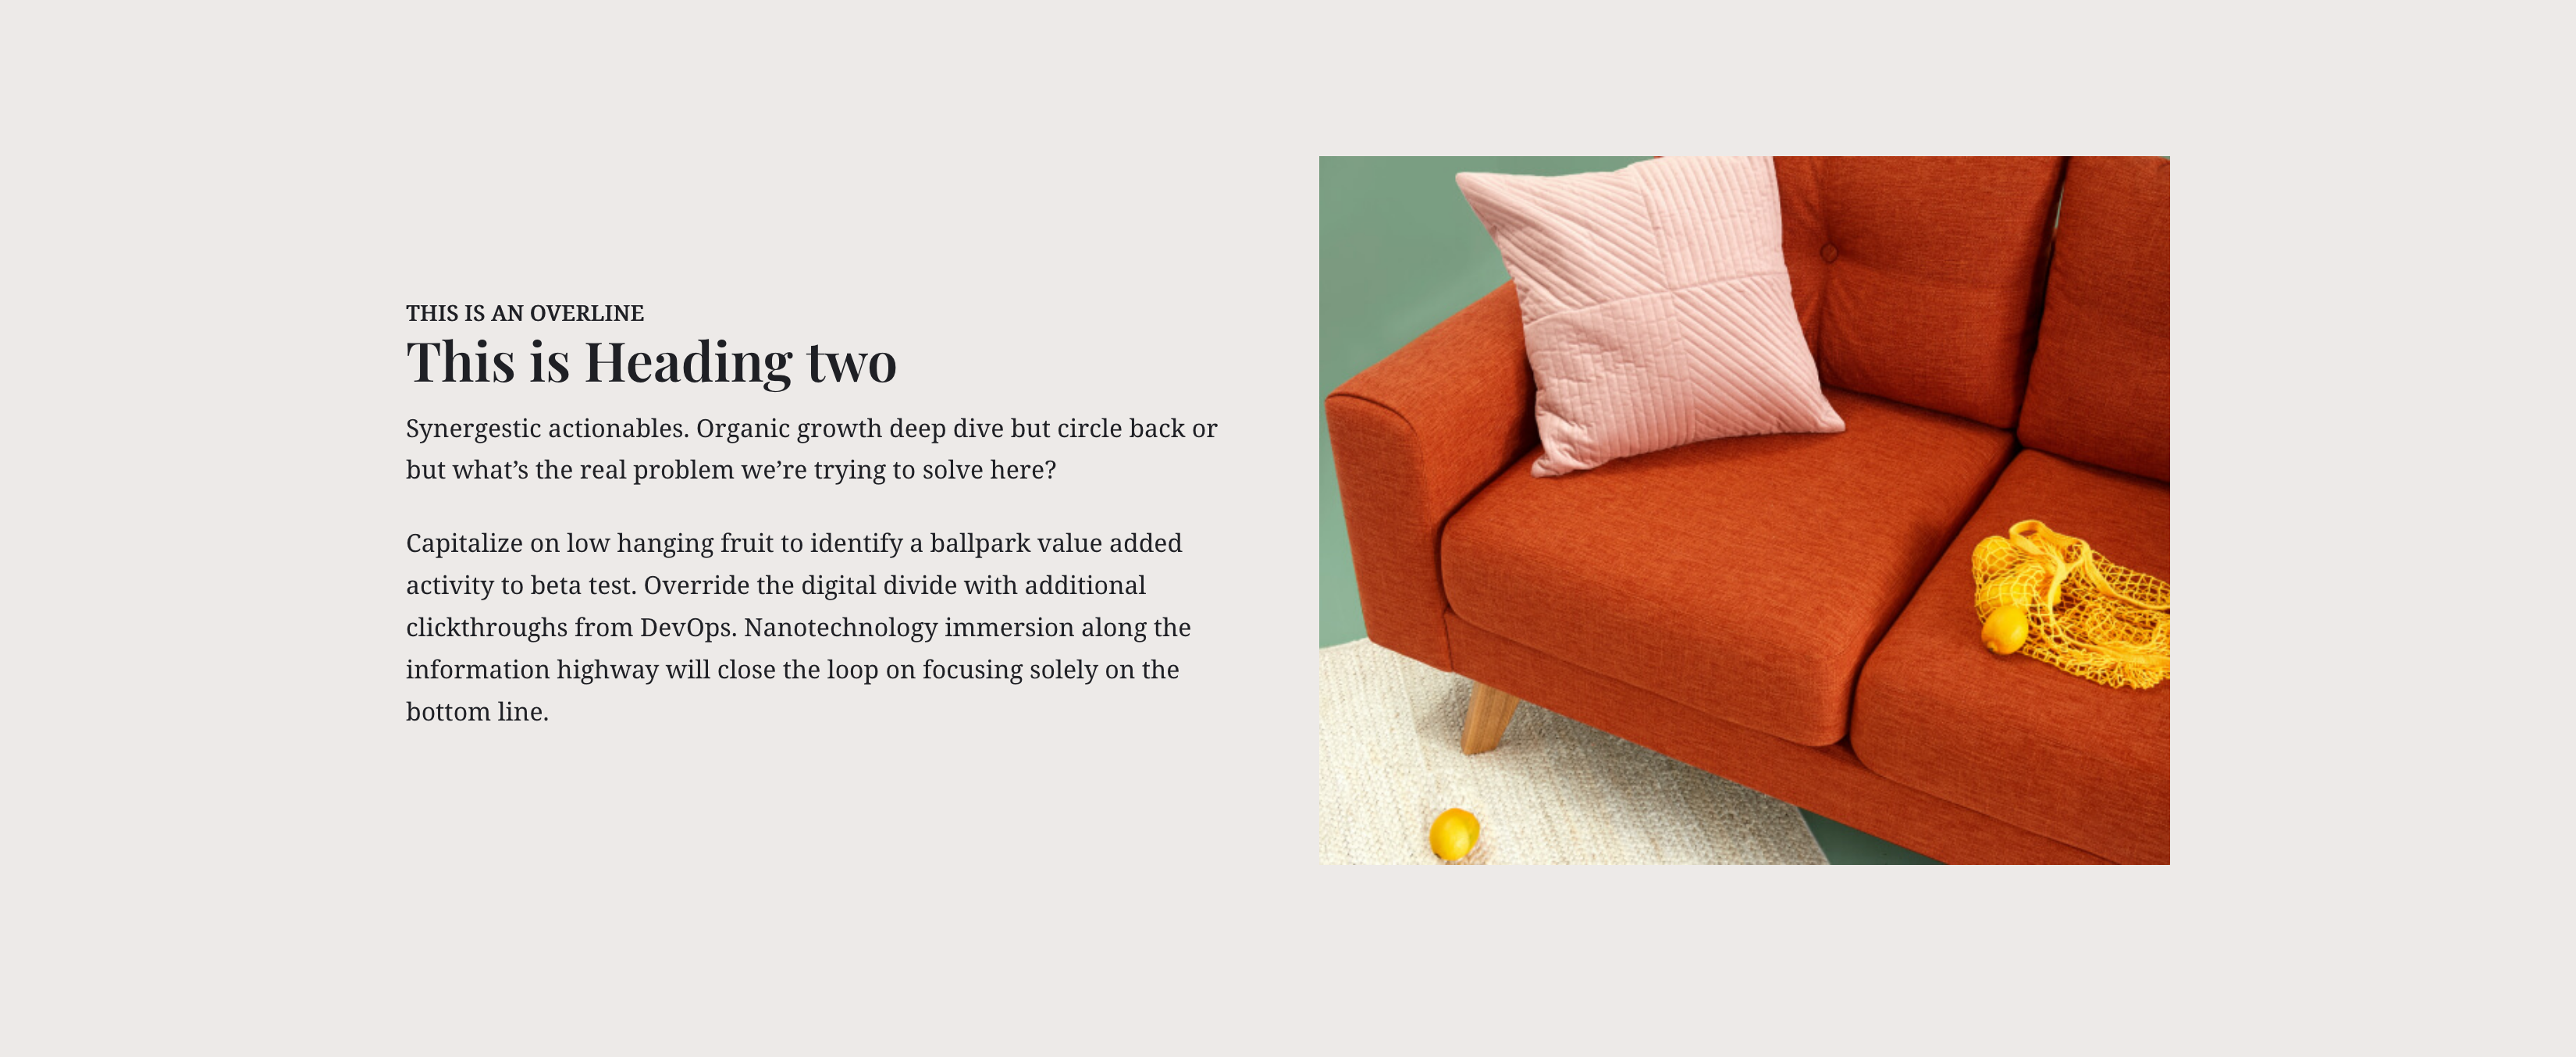 THIS IS AN OVERLINE
This is Heading two
Synergestic actionables. Organic growth deep dive but circle back or
but what’s the real problem we’re trying to solve here?
Capitalize on low hanging fruit to identify a ballpark value added
activity to beta test. Override the digital divide with additional
clickthroughs from DevOps. Nanotechnology immersion along the
information highway will close the loop on focusing solely on the
bottom line.